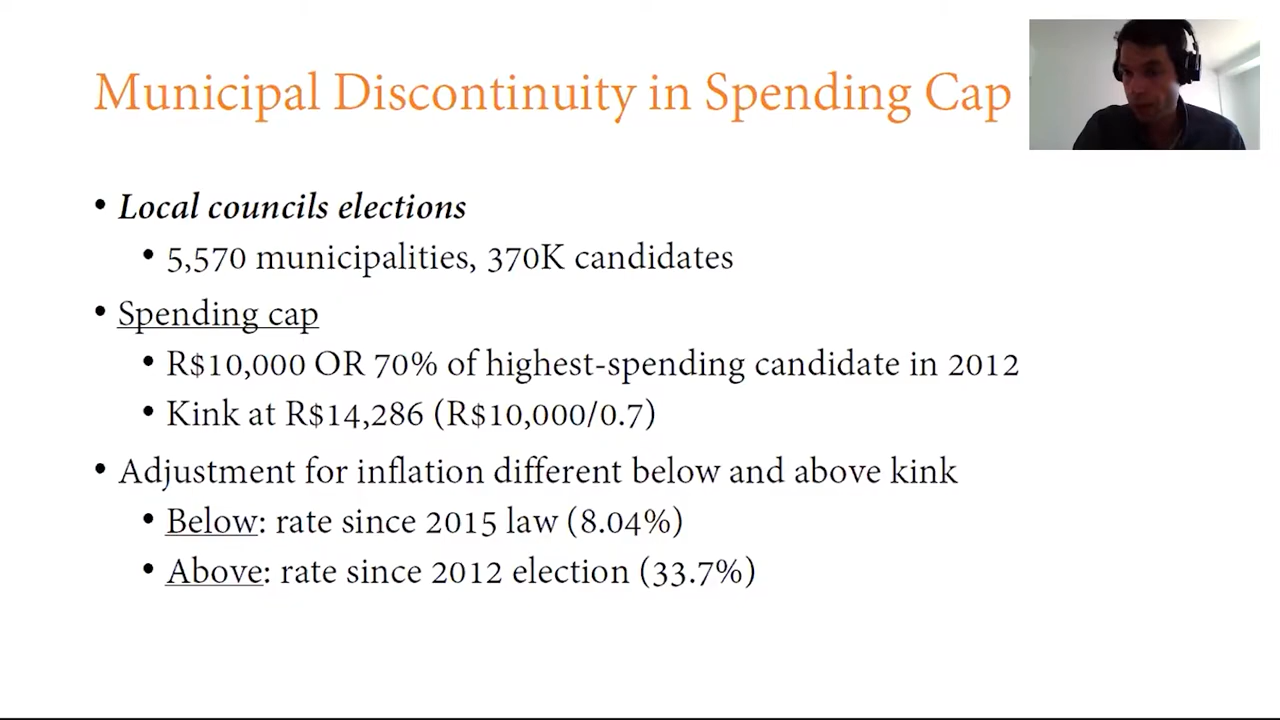 Municipal Discontinuity in Spending Cap
• Local councils elections
• 5,570 municipalities, 370K candidates
• Spending cap
• R$10,000 OR 70% of highest-spending candidate in 2012
• Kink at R$14,286 (R$10,000/0.7)
• Adjustment for inflation different below and above kink
• Below: rate since 2015 law (8.04%)
• Above: rate since 2012 election (33.7%)